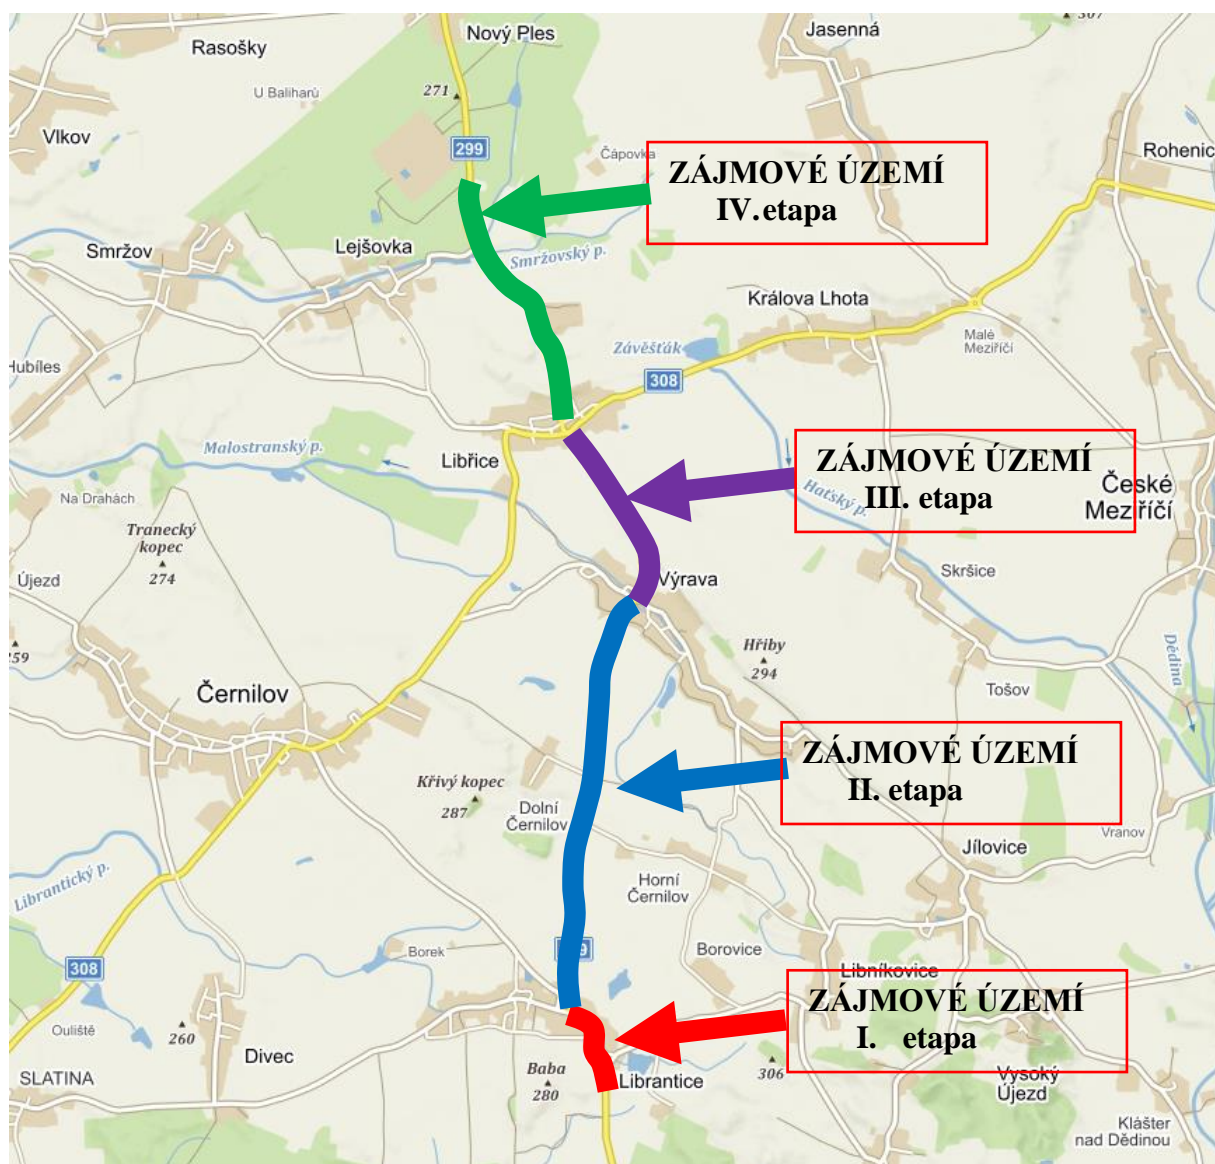 Rasošky
Nový Ples
Jasenná
307
U Baliharů
271
Vlkov
299
Čápovka
ZÁJMOVÉ ÚZEMÍ
IV. etapa
Rohenic
Smržov
Lejšovka
Smržovský p.
Králova Lhota
Malé
Meziříčí
Závěšťák
Hubíles
308
Malostranský p.
Libřice
ZÁJMOVÉ ÚZEMÍ
III. etapa
Haťský p.
České
Meziříčí
Na Drahách
Tranecký
kopec
274
Újezd
Výrava
Skršice
259
Hřiby
294
Dědina
Černilov
Tošov
ZÁJMOVÉ ÚZEMÍ
II. etapa
Křivý kopec
287
Dolní
Černilov
Vranov
Jílovice
Librantický p.
Horní
Černilov
Borek
Borovice
308
Libníkovice
ZÁJMOVÉ ÚZEMÍ
I. etapa
Ouliště
260
Divec
Baba
280
Librantice
306
Vysoký
Újezd
SLATINA
Klášter
nad Dědinou